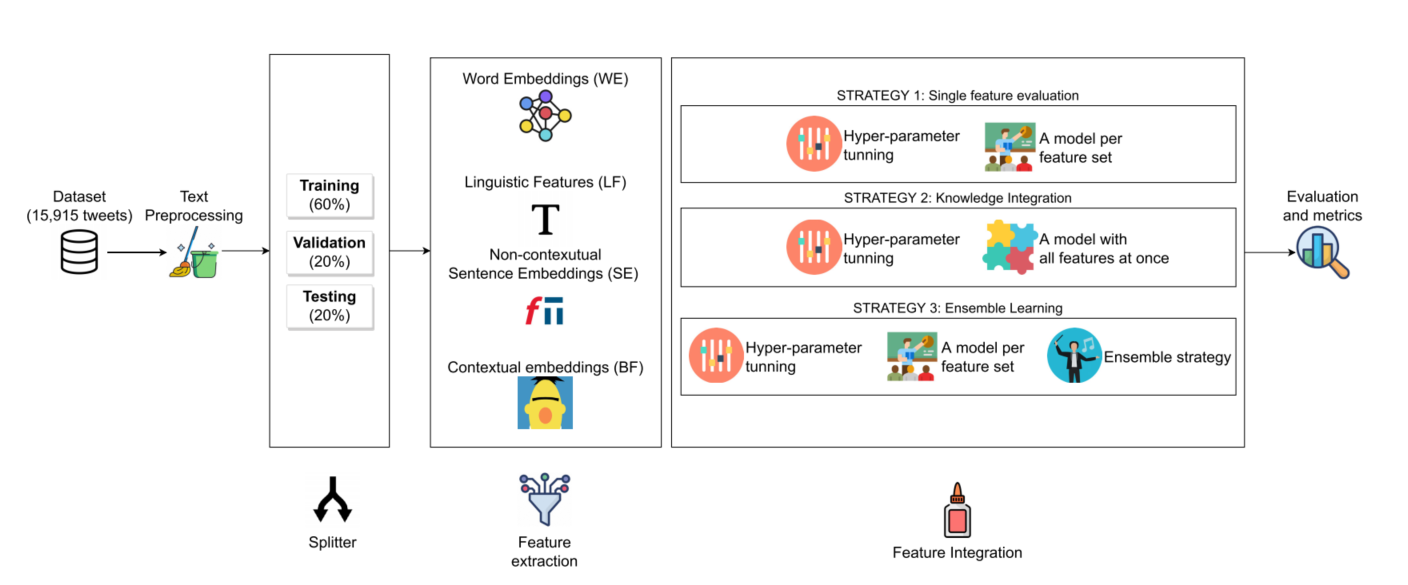 Dataset
(15,915 tweets)
Text
Preprocessing
Training
(60%)
Validation
(20%)
Testing
(20%)
Splitter
Word Embeddings (WE)
Linguistic Features (LF)
T
Non-contexutual
Sentence Embeddings (SE)
Contextual embeddings (BF)
Feature
extraction
STRATEGY 1: Single feature evaluation
Hyper-parameter
tunning
A model per
feature set
STRATEGY 2: Knowledge Integration
Hyper-parameter
tunning
A model with
all features at once
STRATEGY 3: Ensemble Learning
Hyper-parameter
tunning
A model per
feature set
Ensemble strategy
Feature Integration
Evaluation
and metrics